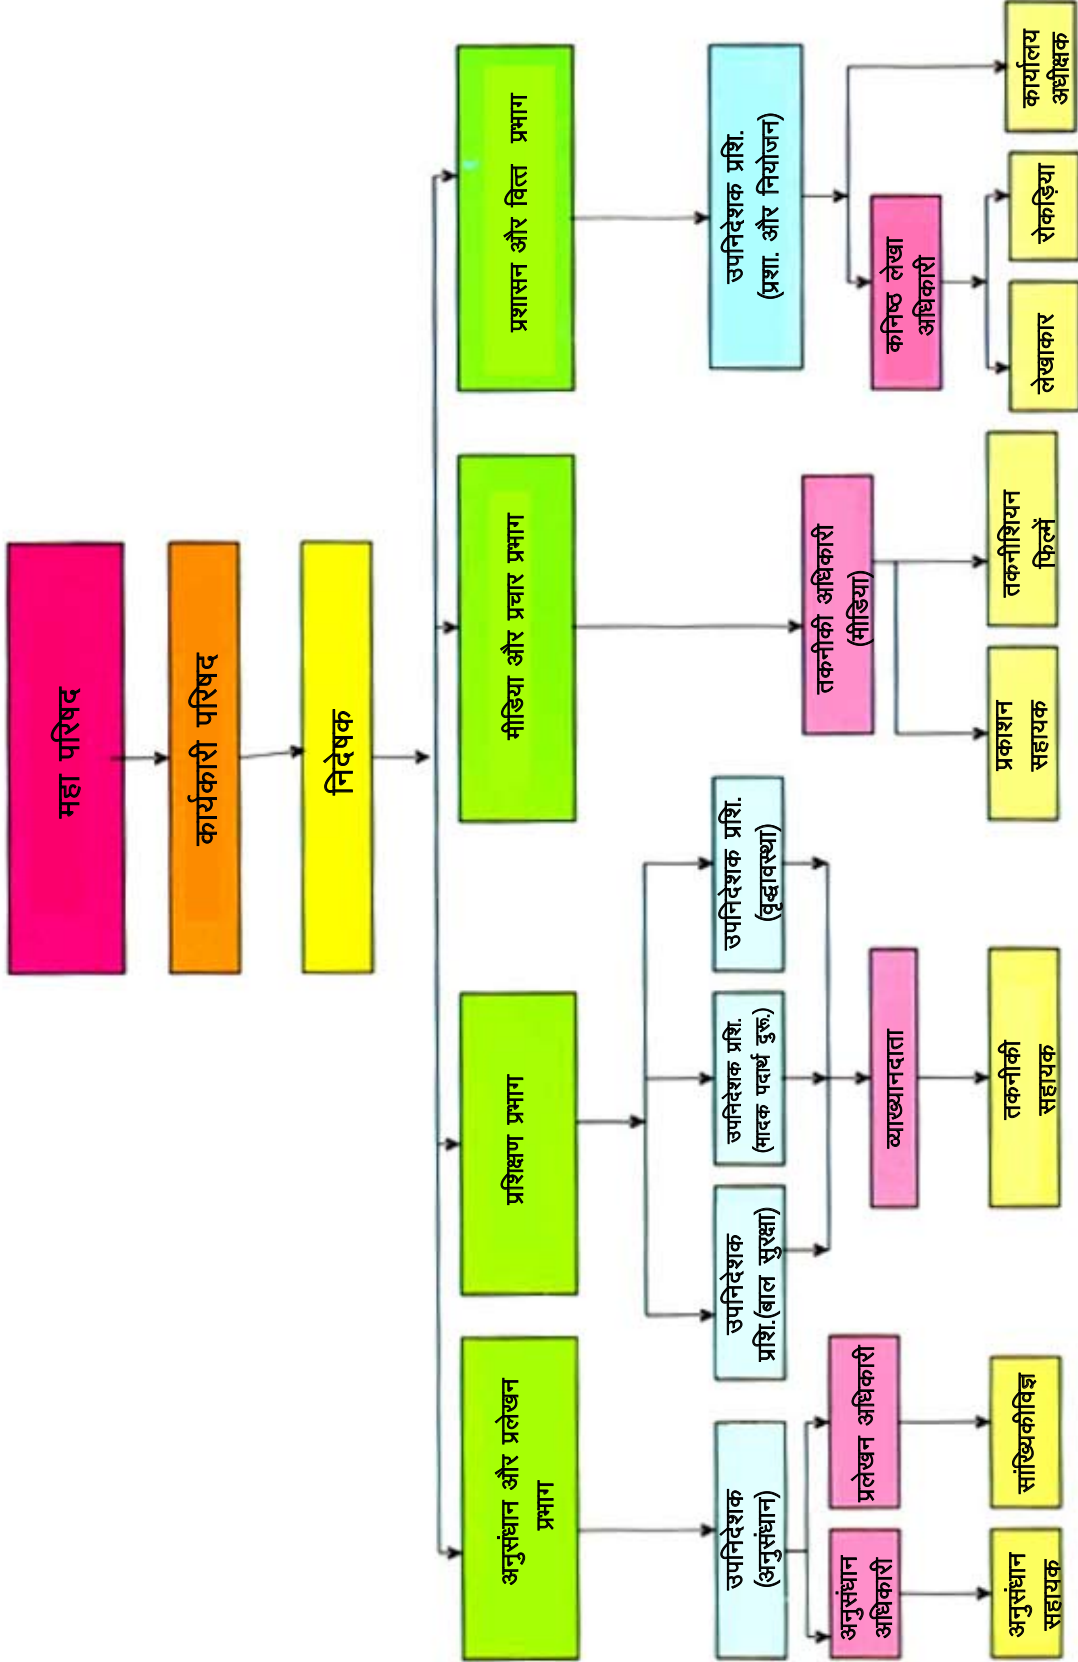 महा परिषद
कार्यकारी परिषद
निदेषक
अनुसंधान और प्रलेखन
प्रभाग
प्रशिक्षण प्रभाग
मीडिया और प्रचार प्रभाग
प्रशासन और वित्त प्रभाग
उपनिदेशक
(अनुसंधान)
उपनिदेशक
प्रशि.(बाल सुरक्षा)
उपनिदेशक प्रशि.
(मादक पदार्थ दुरू.)
उपनिदेशक प्रशि.
(वृद्धावस्था)
उपनिदेशक प्रशि.
(प्रशा. और नियोजन)
अनुसंधान
अधिकारी
प्रलेखन अधिकारी
व्याख्यानदाता
तकनीकी अधिकारी
(मीडिया)
कनिष्ठ लेखा
अधिकारी
अनुसंधान
सहायक
सांख्यिकीविज्ञ
तकनीकी
सहायक
प्रकाशन
सहायक
तकनीशियन
फिल्में
लेखाकार
रोकड़िया
कार्यालय
अधीक्षक